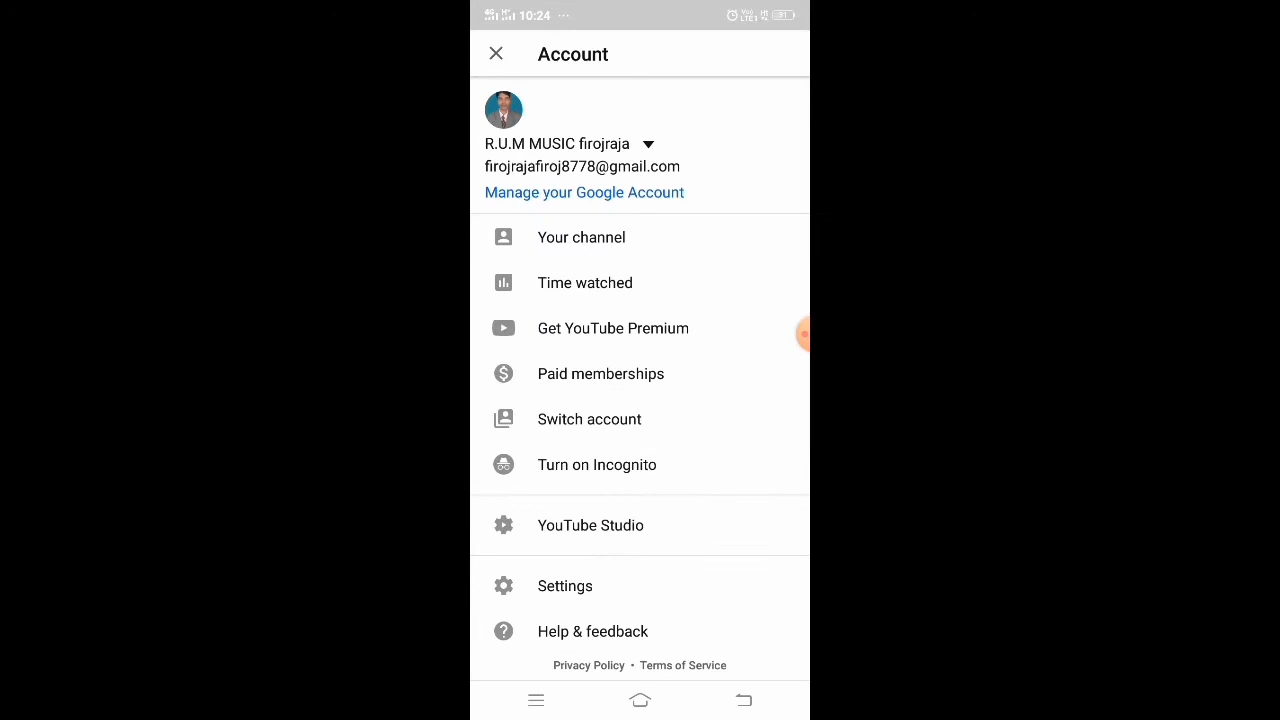 10:24 ...
Account
R.U.M MUSIC firojraja
firojrajafiroj8778@gmail.com
Manage your Google Account
Your channel
Time watched
Get YouTube Premium
Paid memberships
Switch account
Turn on Incognito
YouTube Studio
Settings
Help & feedback
Privacy Policy • Terms of Service